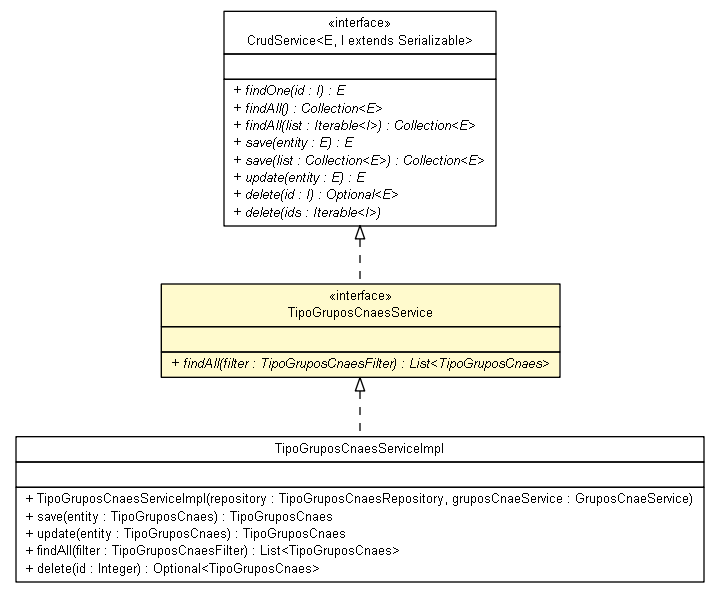 «interface»
CrudService<E, I extends Serializable>
+ findOne(id : I) : E
+ findAll() : Collection<E>
+ findAll(list : Iterable<I>) : Collection<E>
+ save(entity : E) : E
+ save(list : Collection<E>) : Collection<E>
+ update(entity : E) : E
+ delete(id : I) : Optional<E>
+ delete(ids : Iterable<I>)
«interface»
TipoGruposCnaesService
+ findAll(filter : TipoGruposCnaesFilter) : List<TipoGruposCnaes>
TipoGruposCnaesServiceImpl
+ TipoGruposCnaesServiceImpl(repository : TipoGruposCnaesRepository, gruposCnaeService : GruposCnaeService)
+ save(entity : TipoGruposCnaes) : TipoGruposCnaes
+ update(entity : TipoGruposCnaes) : TipoGruposCnaes
+ findAll(filter : TipoGruposCnaesFilter) : List<TipoGruposCnaes>
+ delete(id : Integer) : Optional<TipoGruposCnaes>